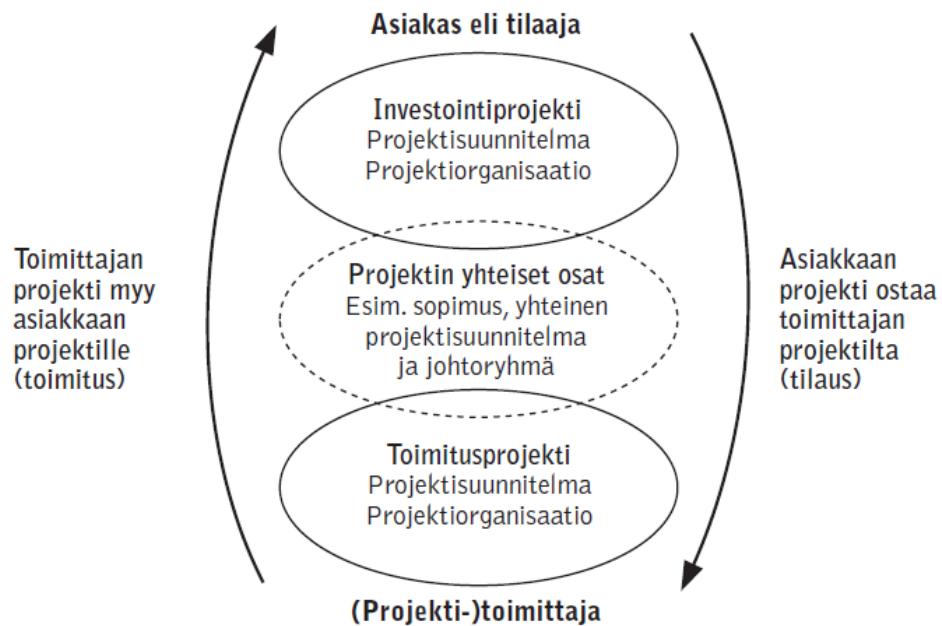 Asiakas eli tilaaja
Investointiprojekti
Projektisuunnitelma
Projektiorganisaatio
Toimittajan
projekti myy
asiakkaan
projektille
(toimitus)
Projektin yhteiset osat
Esim. sopimus, yhteinen
projektisuunnitelma
ja johtoryhmä
Asiakkaan
projekti ostaa
toimittajan
projektilta
(tilaus)
Toimitusprojekti
Projektisuunnitelma
Projektiorganisaatio
(Projekti-)toimittaja